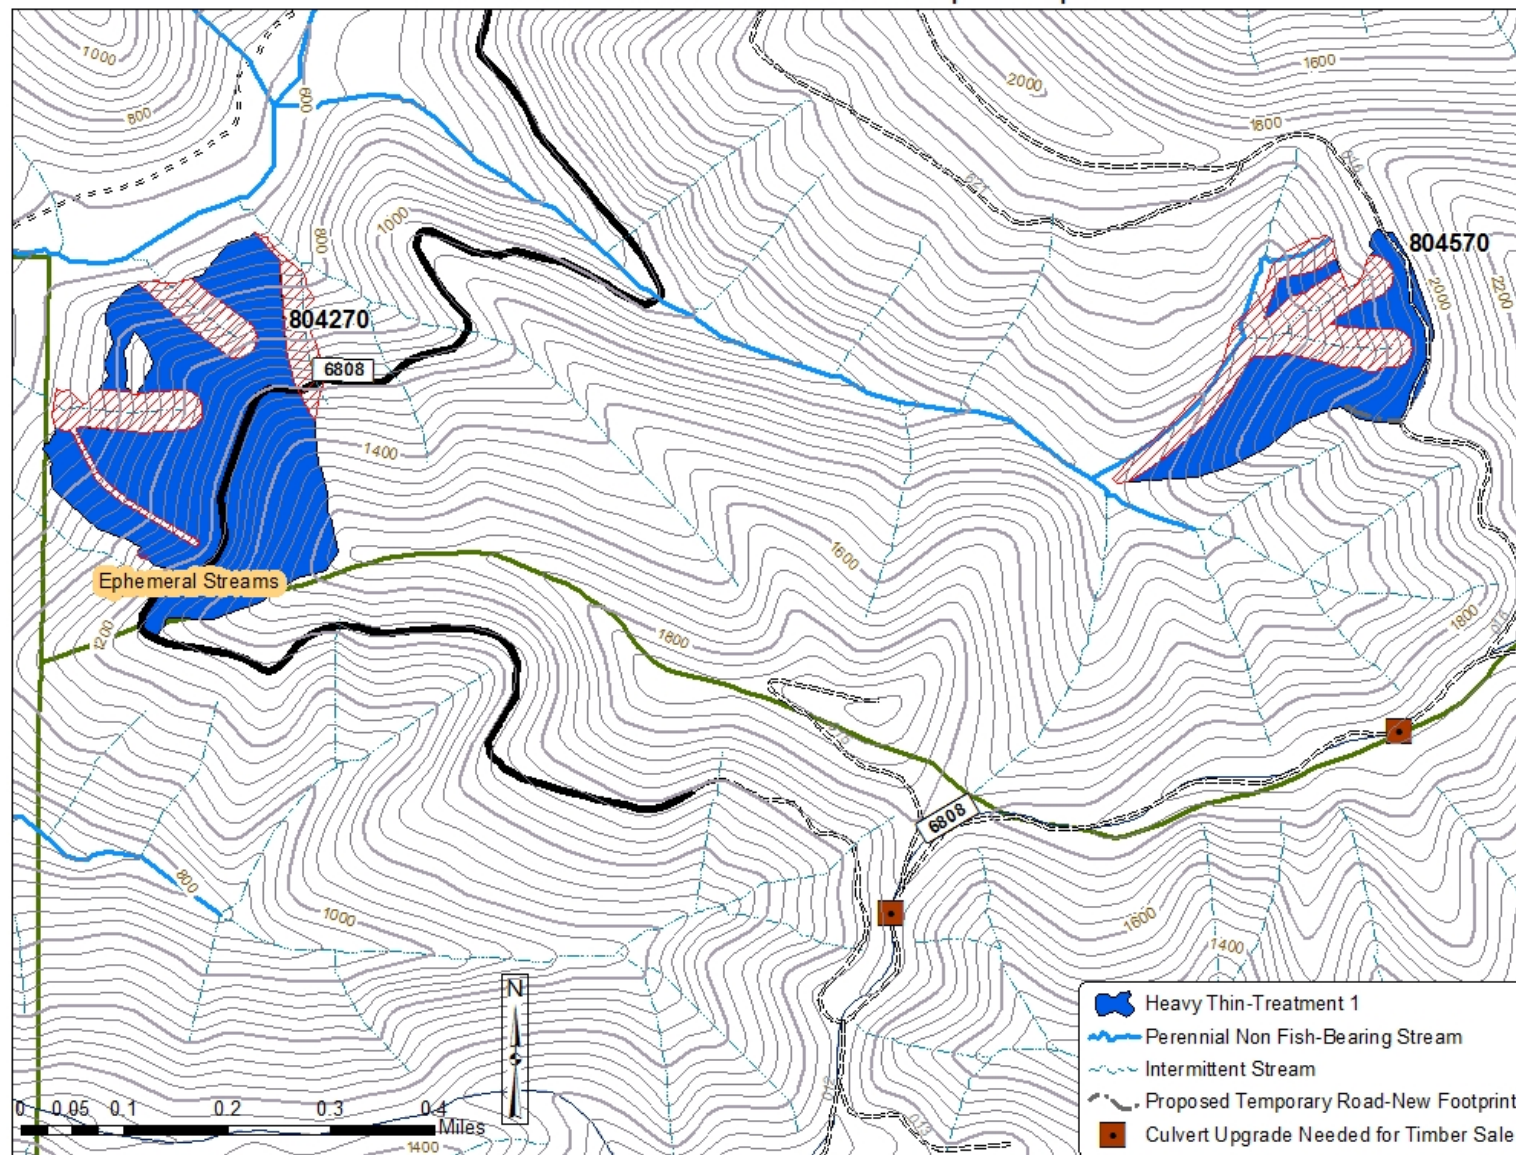 1000
800
600
2000
1600
1800
621
1000
800
804570
2000
2200
804270
6808
1400
1600
Ephemeral Streams
1200
1800
1800
6808
800
1000
1600
1400
N
Heavy Thin-Treatment 1
Perennial Non Fish-Bearing Stream
Intermittent Stream
Proposed Temporary Road-New Footprint
Culvert Upgrade Needed for Timber Sale
0 0.05 0.1 0.2 0.3 0.4
Miles
1400
013